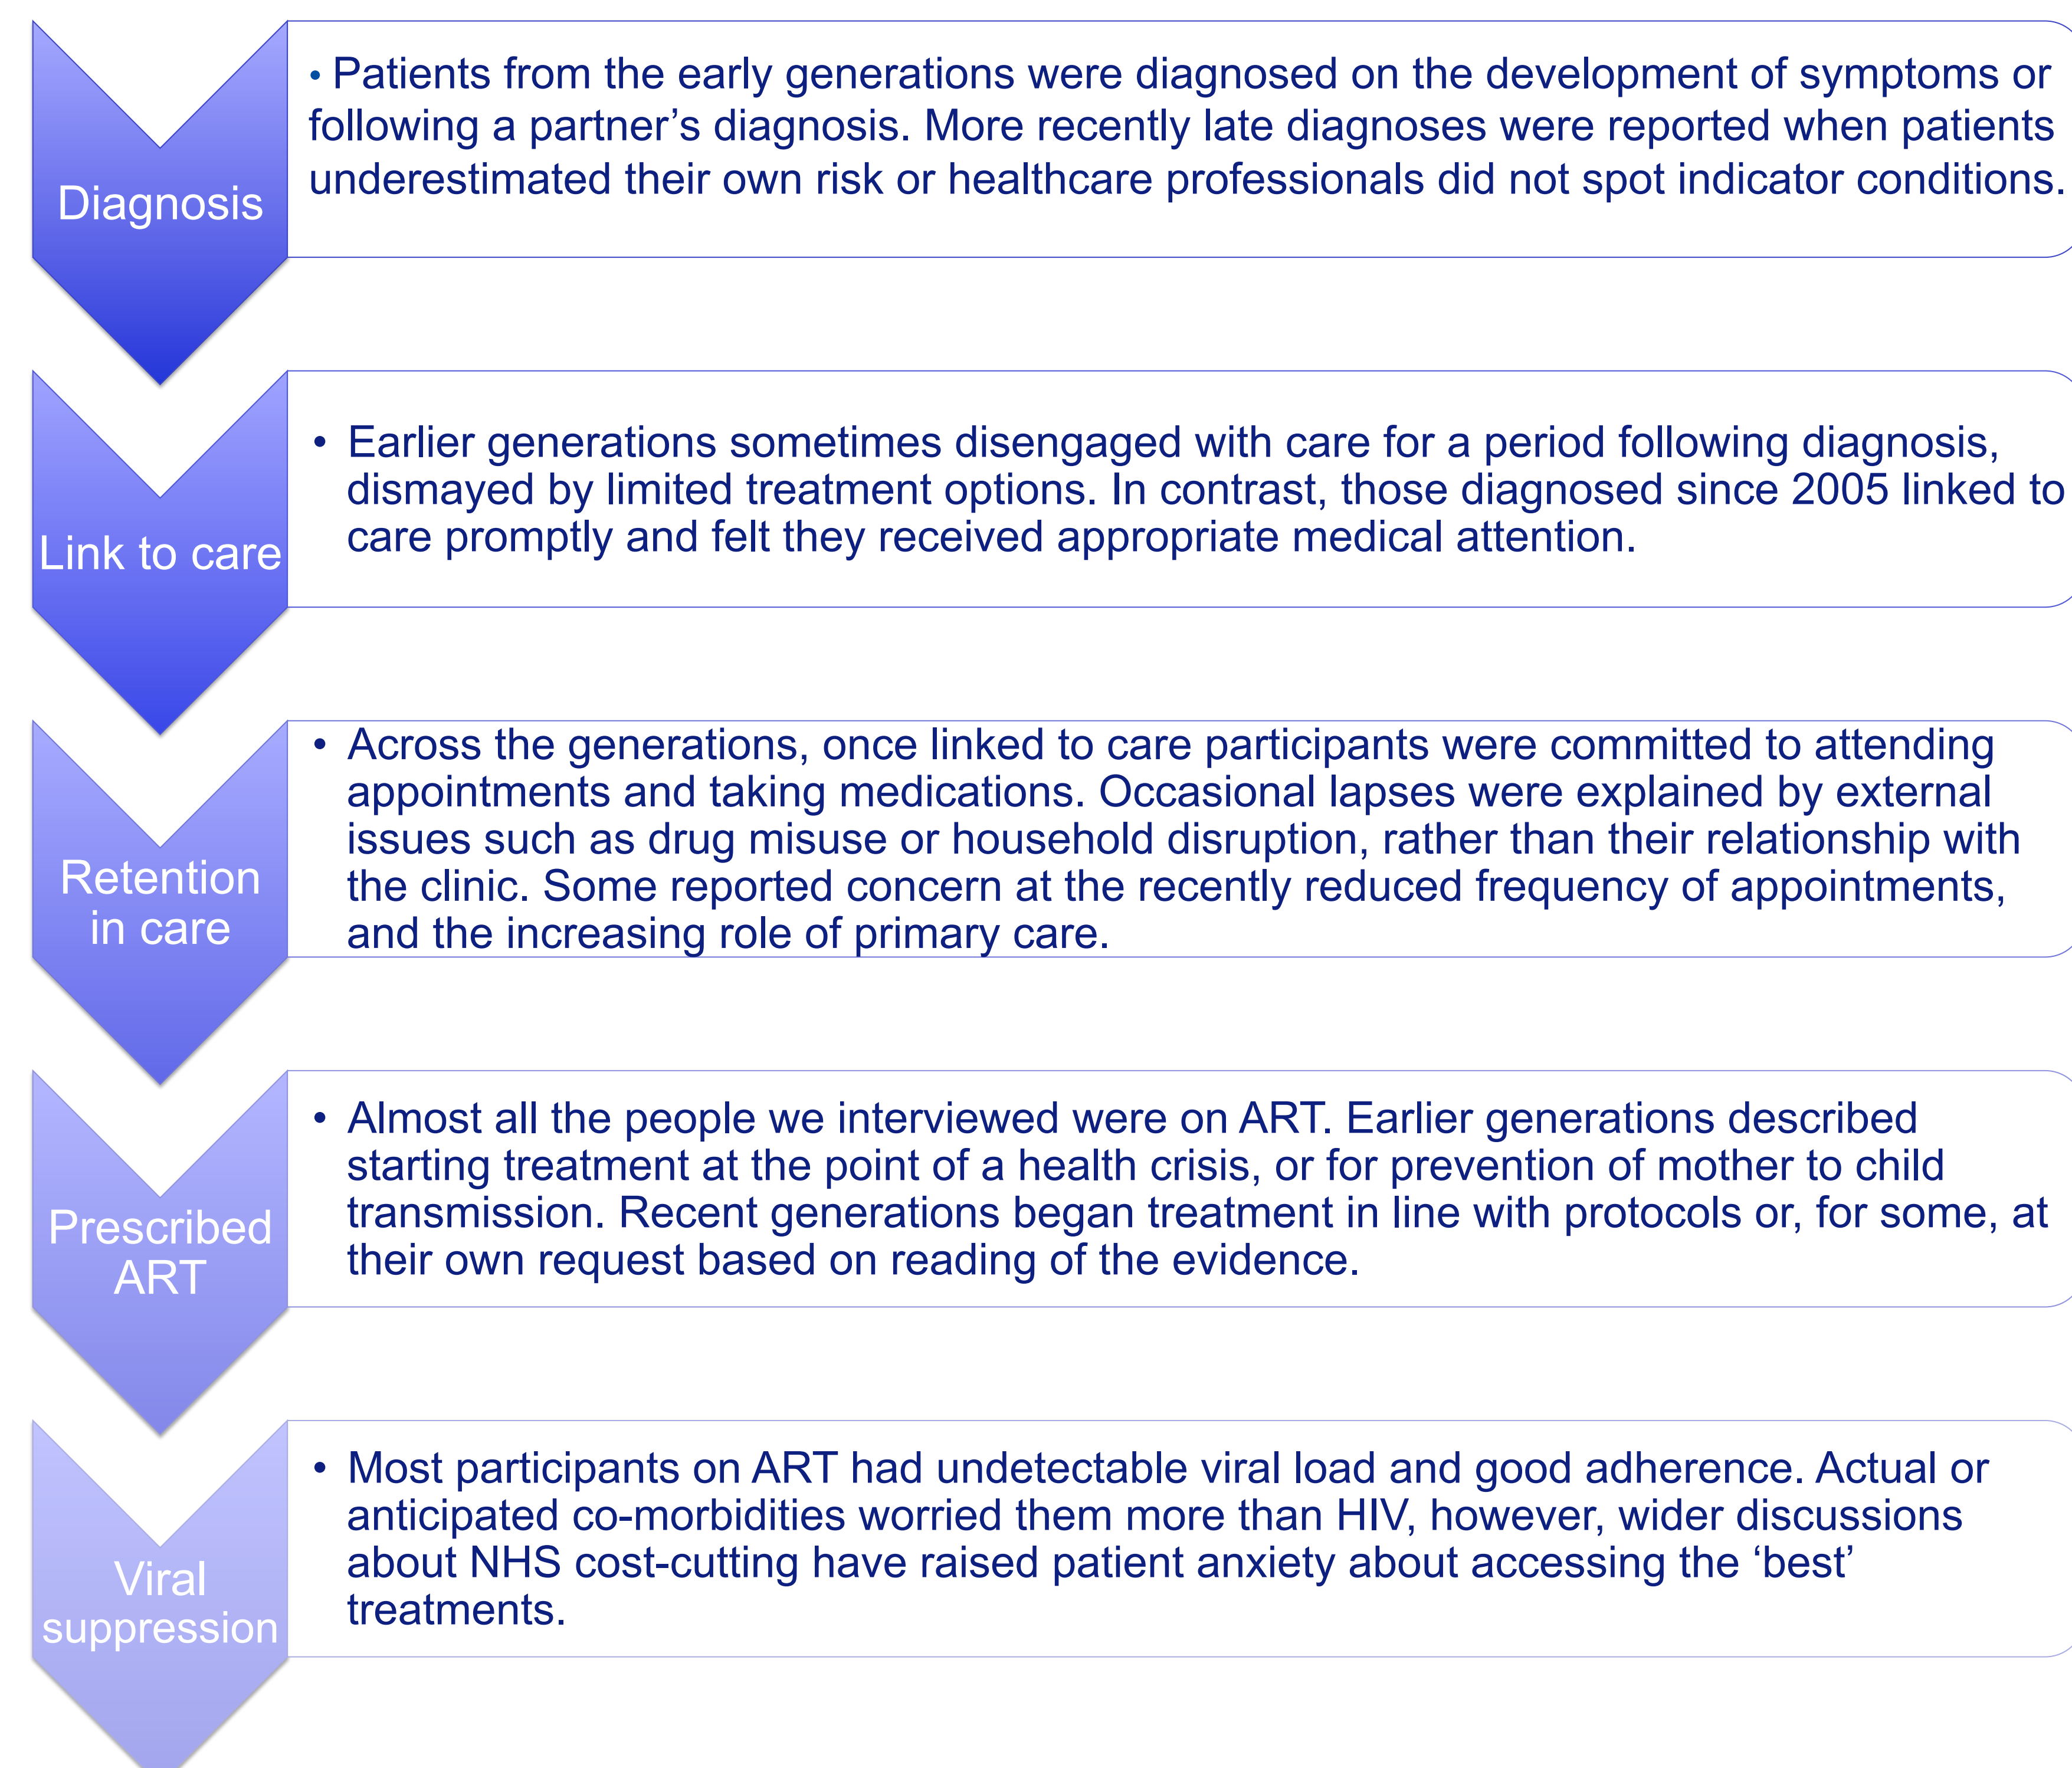 Diagnosis
• Patients from the early generations were diagnosed on the development of symptoms or
following a partner’s diagnosis. More recently late diagnoses were reported when patients
underestimated their own risk or healthcare professionals did not spot indicator conditions.
Link to care
• Earlier generations sometimes disengaged with care for a period following diagnosis,
dismayed by limited treatment options. In contrast, those diagnosed since 2005 linked to
care promptly and felt they received appropriate medical attention.
Retention
in care
• Across the generations, once linked to care participants were committed to attending
appointments and taking medications. Occasional lapses were explained by external
issues such as drug misuse or household disruption, rather than their relationship with
the clinic. Some reported concern at the recently reduced frequency of appointments,
and the increasing role of primary care.
Prescribed
ART
• Almost all the people we interviewed were on ART. Earlier generations described
starting treatment at the point of a health crisis, or for prevention of mother to child
transmission. Recent generations began treatment in line with protocols or, for some, at
their own request based on reading of the evidence.
Viral
suppression
• Most participants on ART had undetectable viral load and good adherence. Actual or
anticipated co-morbidities worried them more than HIV, however, wider discussions
about NHS cost-cutting have raised patient anxiety about accessing the ‘best’
treatments.